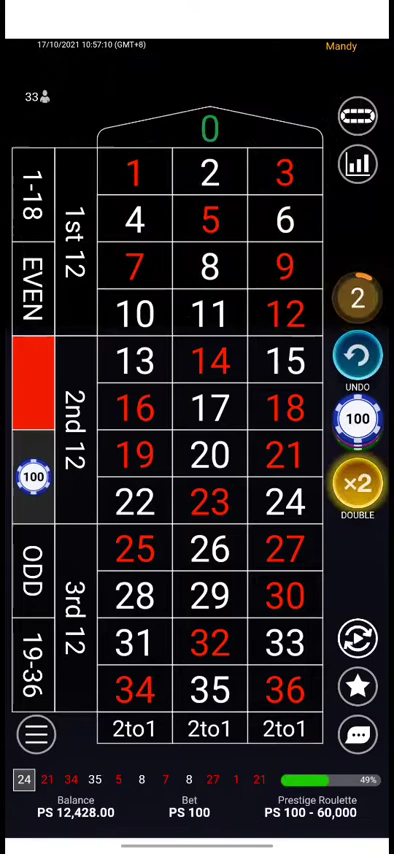 17/10/2021 10:57:10 (GMT+8)
Mandy
33
0
1-18
EVEN
ODD
19-36
1st 12
2nd 12
3rd 12
1 2 3
4 5 6
7 8 9
10 11 12
13 14 15
16 17 18
19 20 21
22 23 24
25 26 27
28 29 30
31 32 33
34 35 36
2to1 2to1 2to1
100
2
UNDO
100
×2
DOUBLE
24 21 34 35 5 8 7 8 27 1 21
49%
Balance Bet Prestige Roulette
PS 12,428.00 PS 100 PS 100 - 60,000